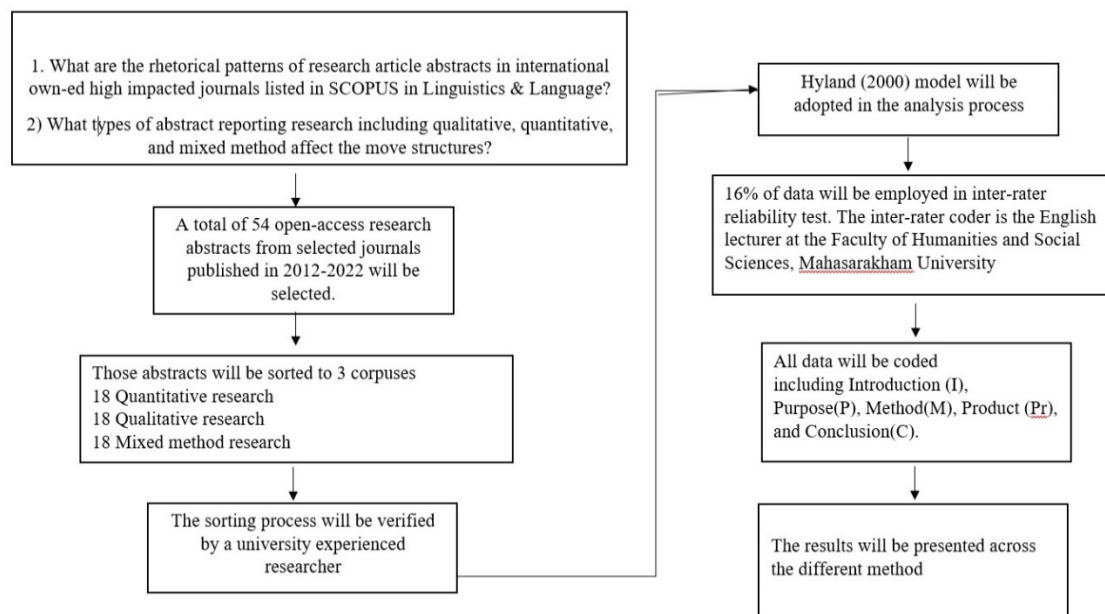 1. What are the rhetorical patterns of research article abstracts in international
own-ed high impacted journals listed in SCOPUS in Linguistics & Language?
2) What types of abstract reporting research including qualitative, quantitative,
and mixed method affect the move structures?
A total of 54 open-access research
abstracts from selected journals
published in 2012-2022 will be
selected.
Those abstracts will be sorted to 3 corpuses
18 Quantitative research
18 Qualitative research
18 Mixed method research
The sorting process will be verified
by a university experienced
researcher
Hyland (2000) model will be
adopted in the analysis process
16% of data will be employed in inter-rater
reliability test. The inter-rater coder is the English
lecturer at the Faculty of Humanities and Social
Sciences, Mahasarakham University
All data will be coded
including Introduction (I),
Purpose(P), Method(M), Product (Pr),
and Conclusion(C).
The results will be presented across
the different method